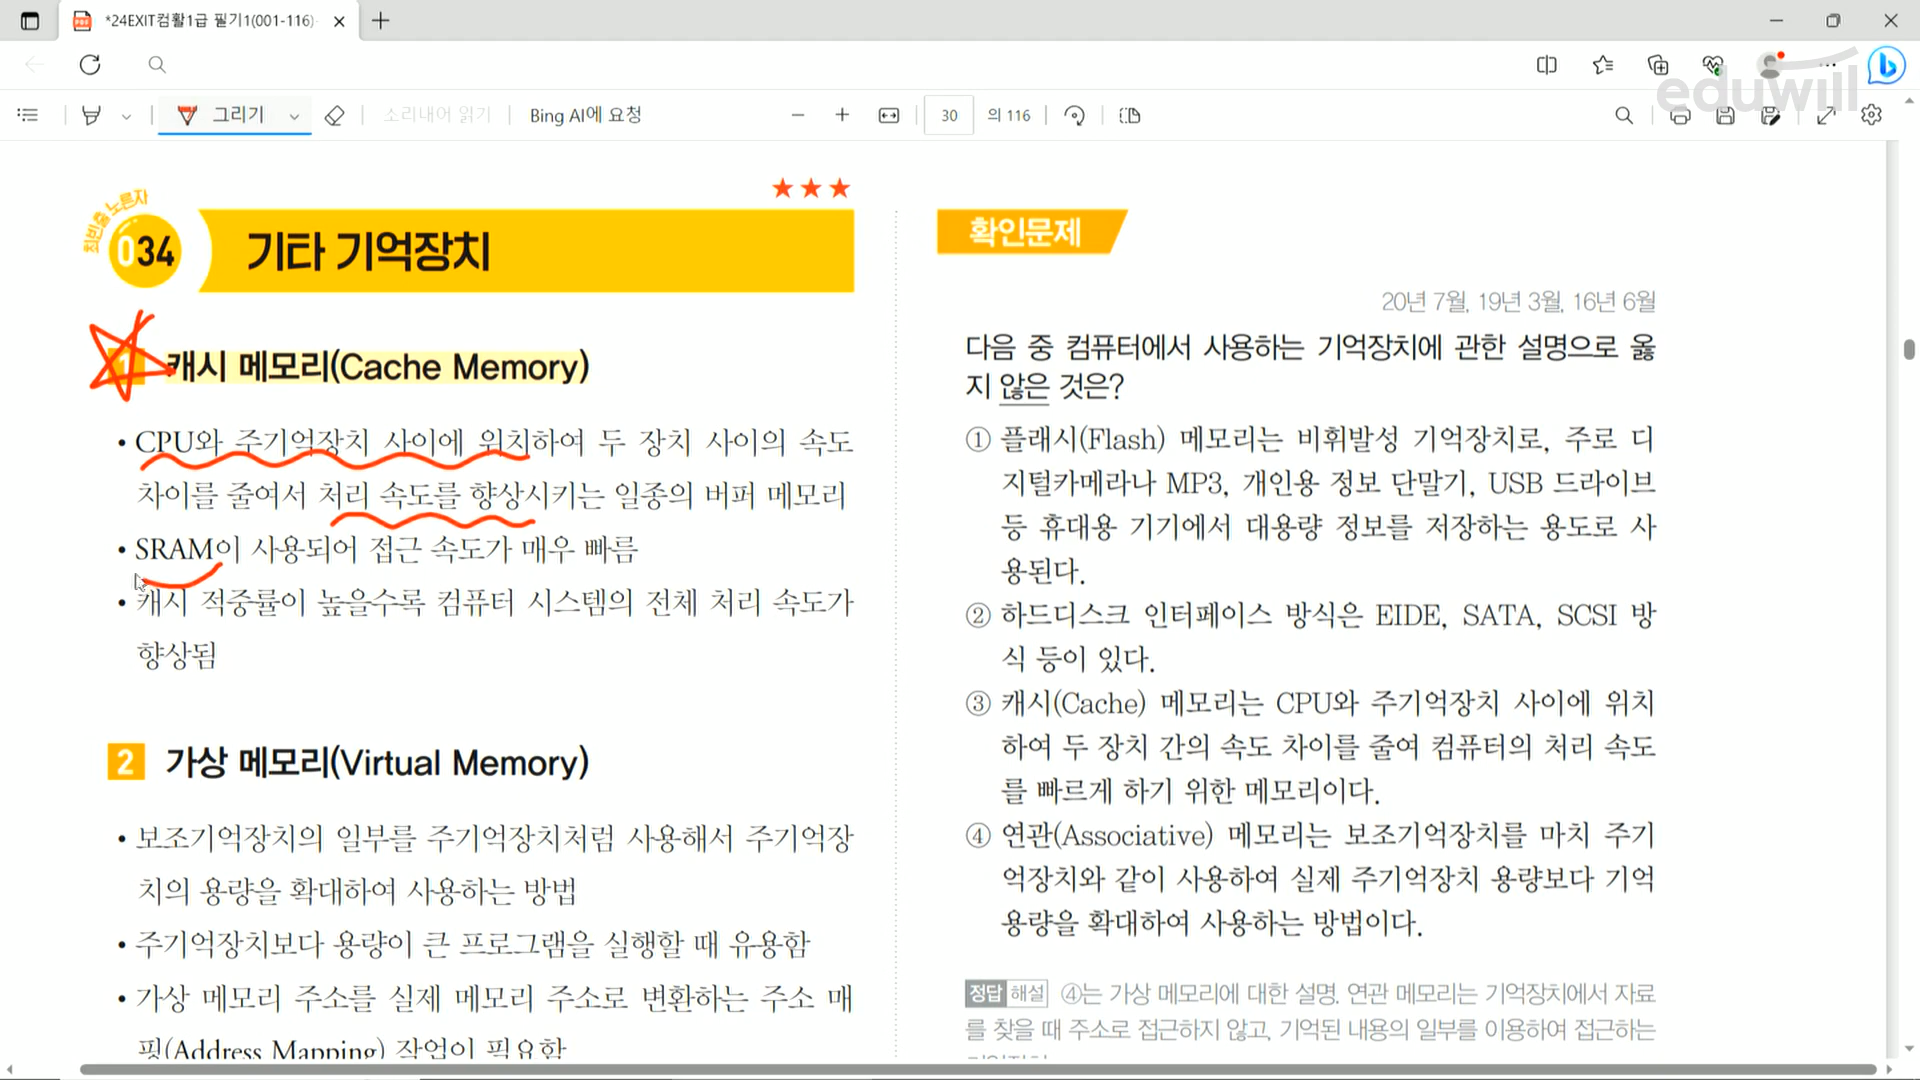 *24EXIT컴활1급 필기1(001-116)
eduwill
그리기
소리내어 읽기
Bing AI에 요청
30
의 116
최빈출 노른자
034
기타 기억장치
★★★
1 캐시 메모리(Cache Memory)
• CPU와 주기억장치 사이에 위치하여 두 장치 사이의 속도
차이를 줄여서 처리 속도를 향상시키는 일종의 버퍼 메모리
• SRAM이 사용되어 접근 속도가 매우 빠름
• 캐시 적중률이 높을수록 컴퓨터 시스템의 전체 처리 속도가
향상됨
2 가상 메모리(Virtual Memory)
• 보조기억장치의 일부를 주기억장치처럼 사용해서 주기억장
치의 용량을 확대하여 사용하는 방법
• 주기억장치보다 용량이 큰 프로그램을 실행할 때 유용함
• 가상 메모리 주소를 실제 메모리 주소로 변환하는 주소 매
핑(Address Mapping) 작업이 필요함
확인문제
20년 7월, 19년 3월, 16년 6월
다음 중 컴퓨터에서 사용하는 기억장치에 관한 설명으로 옳
지 않은 것은?
① 플래시(Flash) 메모리는 비휘발성 기억장치로, 주로 디
지털카메라나 MP3, 개인용 정보 단말기, USB 드라이브
등 휴대용 기기에서 대용량 정보를 저장하는 용도로 사
용된다.
② 하드디스크 인터페이스 방식은 EIDE, SATA, SCSI 방
식 등이 있다.
③ 캐시(Cache) 메모리는 CPU와 주기억장치 사이에 위치
하여 두 장치 간의 속도 차이를 줄여 컴퓨터의 처리 속도
를 빠르게 하기 위한 메모리이다.
④ 연관(Associative) 메모리는 보조기억장치를 마치 주기
억장치와 같이 사용하여 실제 주기억장치 용량보다 기억
용량을 확대하여 사용하는 방법이다.
정답 해설 ④는 가상 메모리에 대한 설명. 연관 메모리는 기억장치에서 자료
를 찾을 때 주소로 접근하지 않고, 기억된 내용의 일부를 이용하여 접근하는